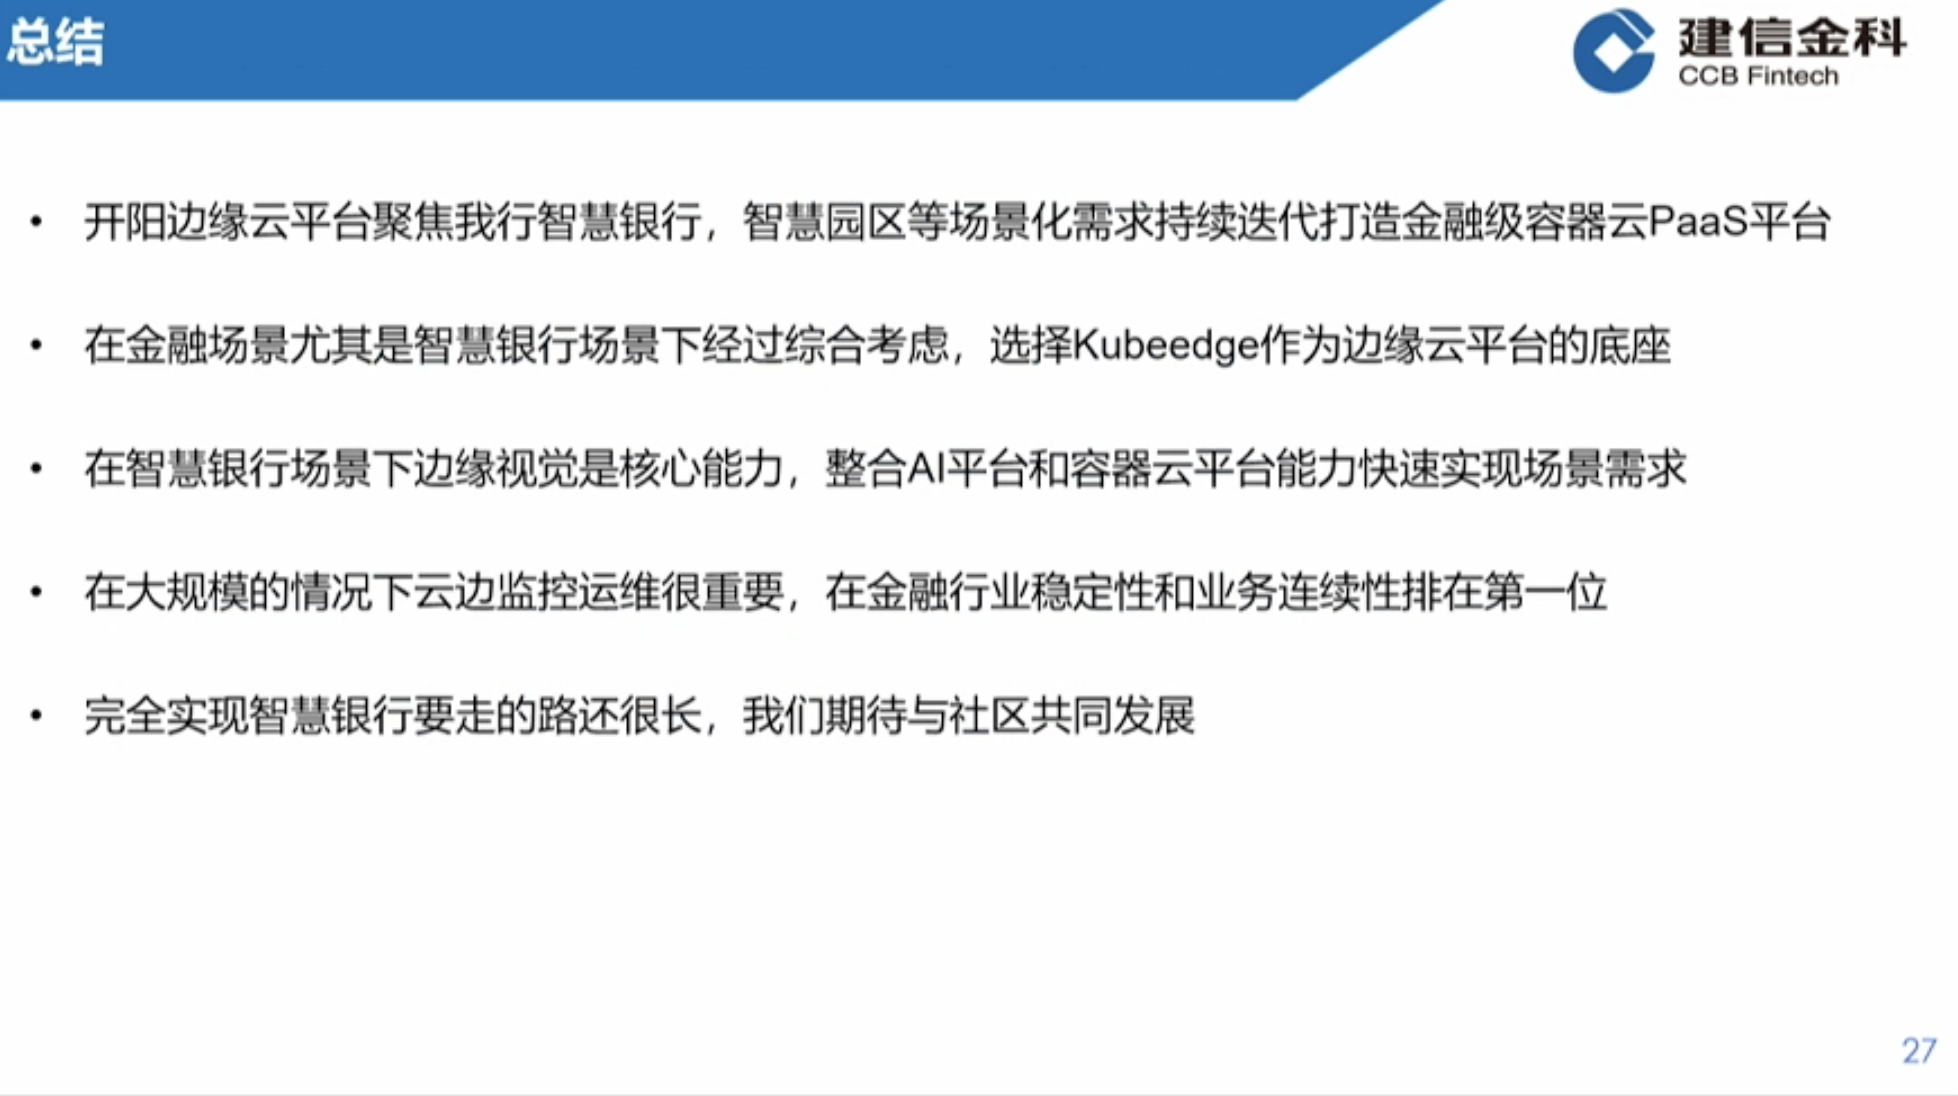 总结
建信金科
CCB Fintech
• 开阳边缘云平台聚焦我行智慧银行，智慧园区等场景化需求持续迭代打造金融级容器云PaaS平台
• 在金融场景尤其是智慧银行场景下经过综合考虑，选择Kubeedge作为边缘云平台的底座
• 在智慧银行场景下边缘视觉是核心能力，整合AI平台和容器云平台能力快速实现场景需求
• 在大规模的情况下云边监控运维很重要，在金融行业稳定性和业务连续性排在第一位
• 完全实现智慧银行要走的路还很长，我们期待与社区共同发展
27